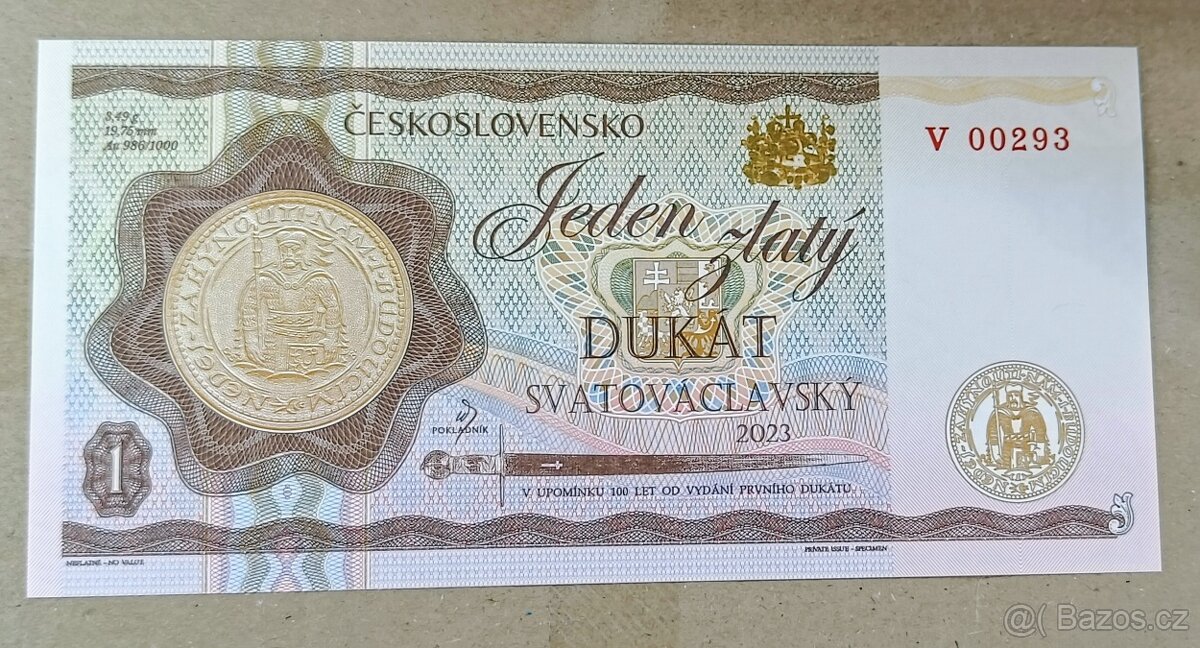 3,49 g
19,75 mm
Au 986/1000
ČESKOSLOVENSKO
V 00293
Jeden zlatý
DUKÁT
SVATOVÁCLAVSKÝ
2023
POKLADNÍK
1
V UPOMÍNKU 100 LET OD VYDÁNÍ PRVNÍHO DUKÁTU.
NEPLATNÉ - NO VALUE
PRIVATE ISSUE - SPECIMEN
@( Bazos.cz